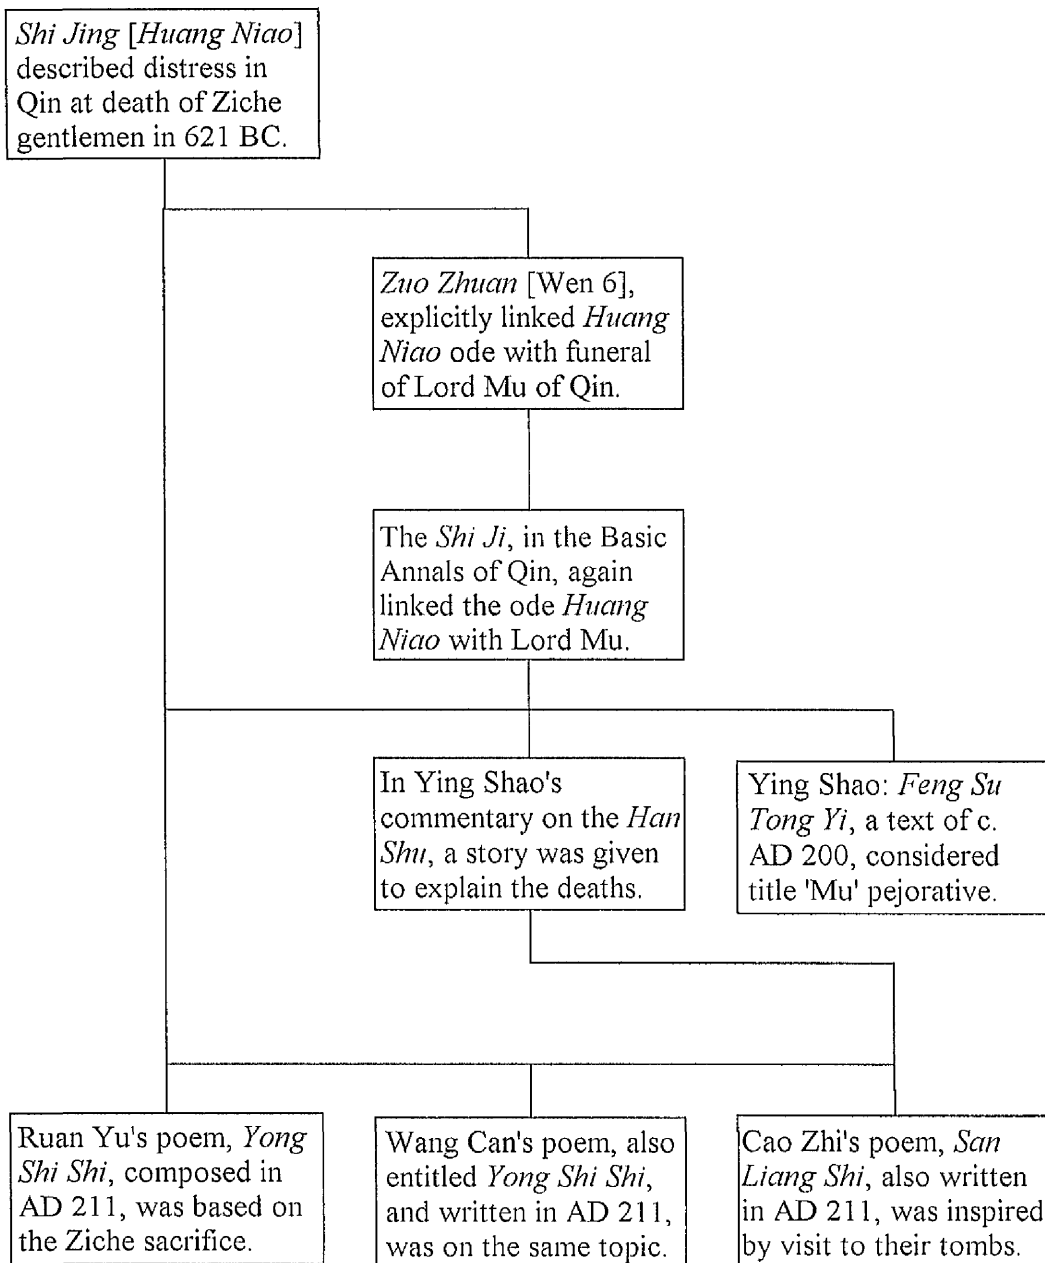 Shi Jing [Huang Niao]
described distress in
Qin at death of Ziche
gentlemen in 621 BC.
Zuo Zhuan [Wen 6],
explicitly linked Huang
Niao ode with funeral
of Lord Mu of Qin.
The Shi Ji, in the Basic
Annals of Qin, again
linked the ode Huang
Niao with Lord Mu.
In Ying Shao's
commentary on the Han
Shu, a story was given
to explain the deaths.
Ying Shao: Feng Su
Tong Yi, a text of c.
AD 200, considered
title 'Mu' pejorative.
Ruan Yu's poem, Yong
Shi Shi, composed in
AD 211, was based on
the Ziche sacrifice.
Wang Can's poem, also
entitled Yong Shi Shi,
and written in AD 211,
was on the same topic.
Cao Zhi's poem, San
Liang Shi, also written
in AD 211, was inspired
by visit to their tombs.